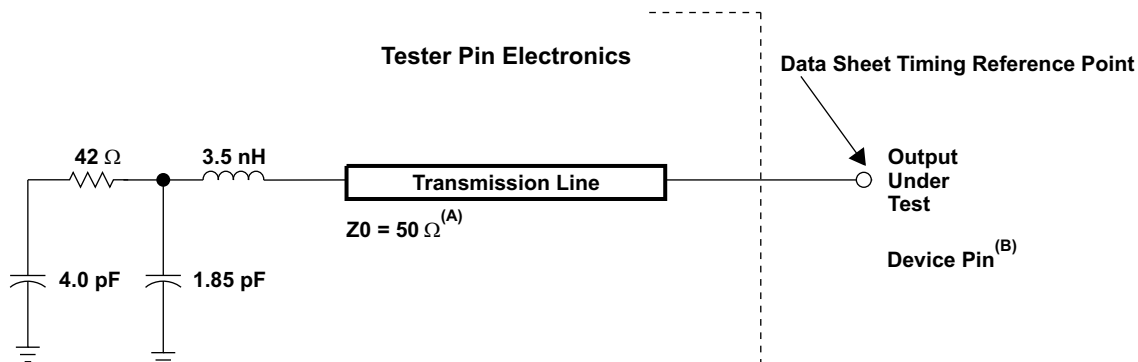 Tester Pin Electronics
Data Sheet Timing Reference Point
42 Ω
3.5 nH
Transmission Line
Output
Under
Test
Z0 = 50 Ω(A)
Device Pin(B)
4.0 pF
1.85 pF